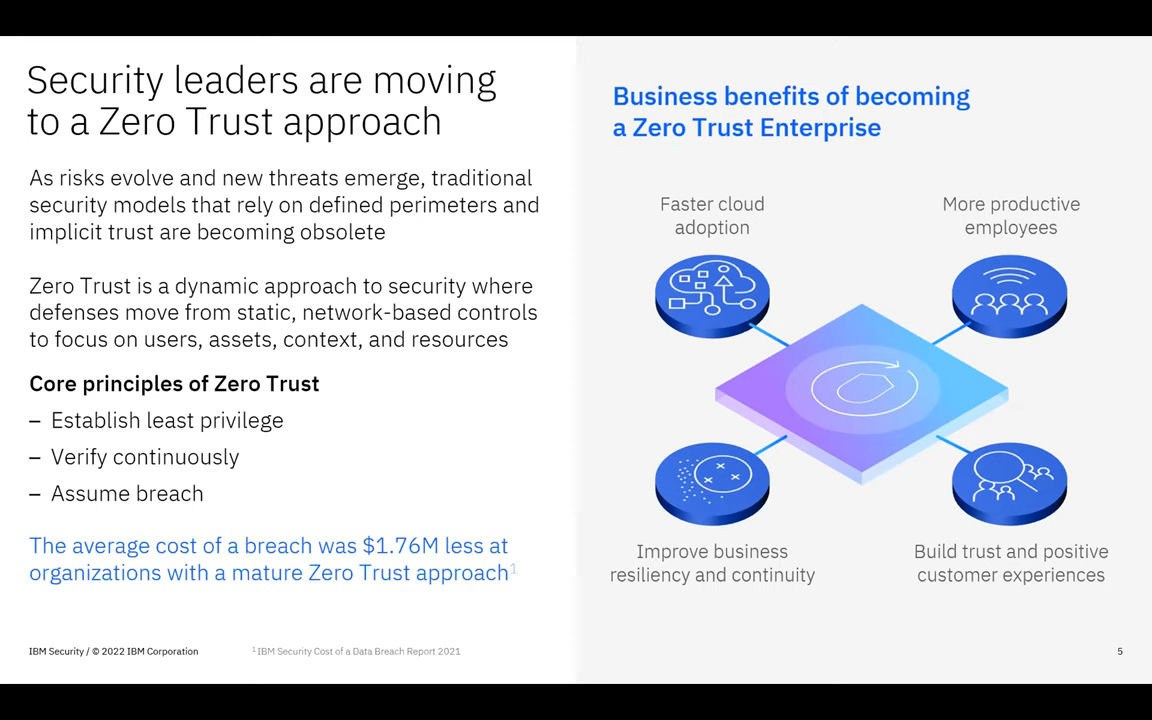 Security leaders are moving
to a Zero Trust approach
As risks evolve and new threats emerge, traditional
security models that rely on defined perimeters and
implicit trust are becoming obsolete
Zero Trust is a dynamic approach to security where
defenses move from static, network-based controls
to focus on users, assets, context, and resources
Core principles of Zero Trust
– Establish least privilege
– Verify continuously
– Assume breach
The average cost of a breach was $1.76M less at
organizations with a mature Zero Trust approach¹
Business benefits of becoming
a Zero Trust Enterprise
Faster cloud
adoption
More productive
employees
Improve business
resiliency and continuity
Build trust and positive
customer experiences
IBM Security / © 2022 IBM Corporation
¹ IBM Security Cost of a Data Breach Report 2021
5